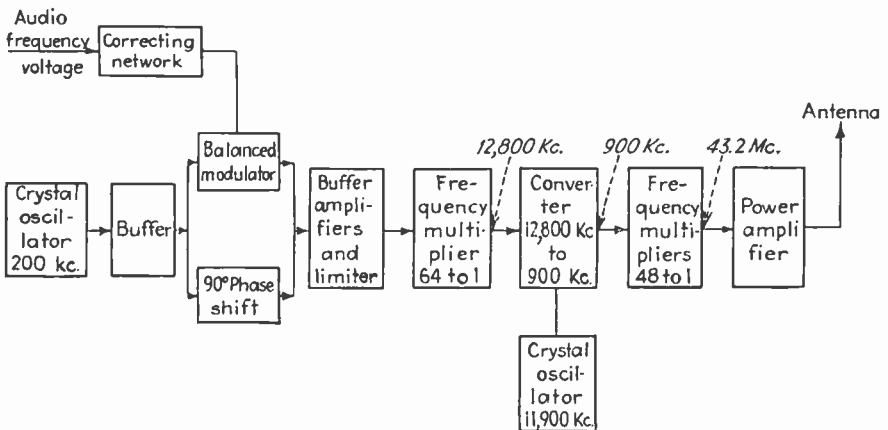 Audio
frequency
voltage
Correcting
network
Balanced
modulator
Crystal
oscil-
lator
200 kc.
Buffer
90° Phase
shift
Buffer
ampli-
fiers
and
limiter
12,800 Kc.
Fre-
quency
multi-
plier
64 to 1
Conver-
ter
12,800 Kc
to
900 Kc.
900 Kc.
Fre-
quency
multi-
pliers
48 to 1
43.2 Mc.
Power
ampli-
fier
Antenna
Crystal
oscil-
lator
11,900 Kc.